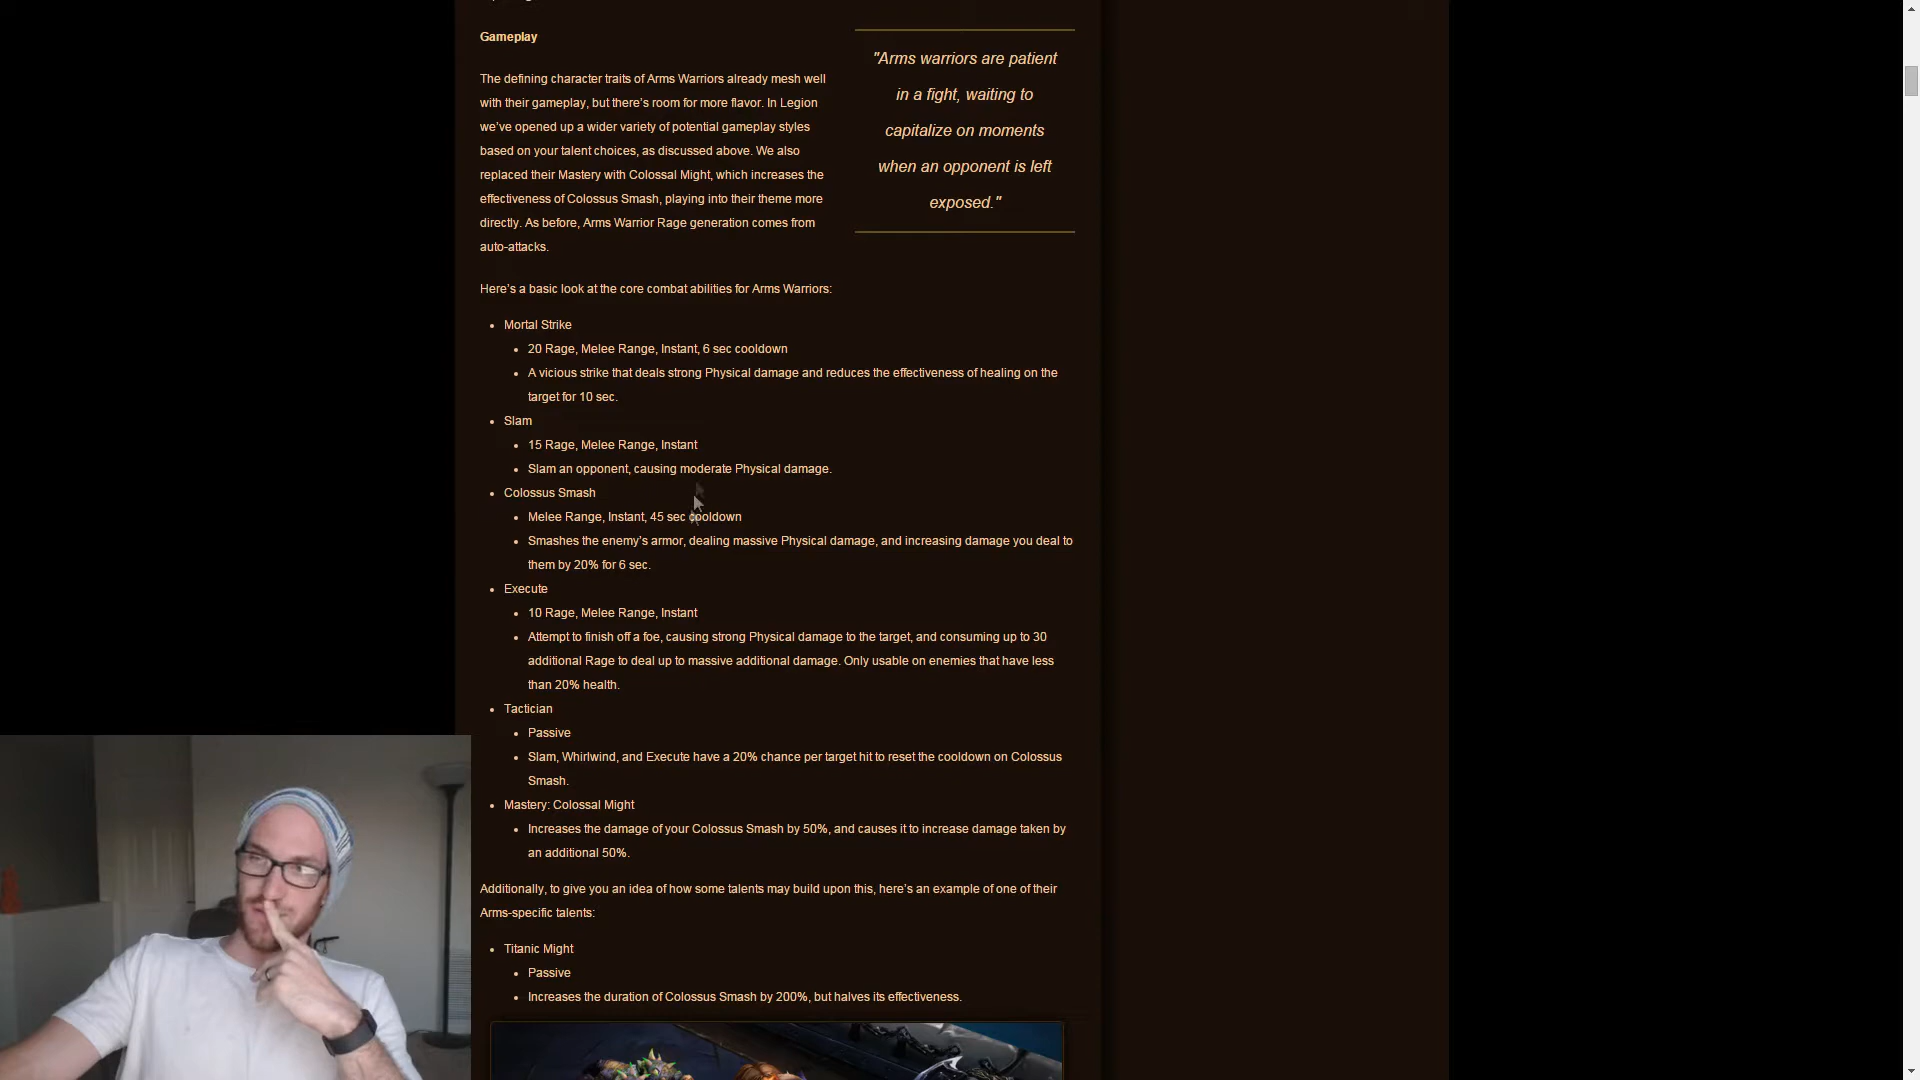 Gameplay
The defining character traits of Arms Warriors already mesh well
with their gameplay, but there's room for more flavor. In Legion
we've opened up a wider variety of potential gameplay styles
based on your talent choices, as discussed above. We also
replaced their Mastery with Colossal Might, which increases the
effectiveness of Colossus Smash, playing into their theme more
directly. As before, Arms Warrior Rage generation comes from
auto-attacks.
"Arms warriors are patient
in a fight, waiting to
capitalize on moments
when an opponent is left
exposed."
Here's a basic look at the core combat abilities for Arms Warriors:
Mortal Strike
20 Rage, Melee Range, Instant, 6 sec cooldown
A vicious strike that deals strong Physical damage and reduces the effectiveness of healing on the
target for 10 sec.
Slam
15 Rage, Melee Range, Instant
Slam an opponent, causing moderate Physical damage.
Colossus Smash
Melee Range, Instant, 45 sec cooldown
Smashes the enemy's armor, dealing massive Physical damage, and increasing damage you deal to
them by 20% for 6 sec.
Execute
10 Rage, Melee Range, Instant
Attempt to finish off a foe, causing strong Physical damage to the target, and consuming up to 30
additional Rage to deal up to massive additional damage. Only usable on enemies that have less
than 20% health.
Tactician
Passive
Slam, Whirlwind, and Execute have a 20% chance per target hit to reset the cooldown on Colossus
Smash.
Mastery: Colossal Might
Increases the damage of your Colossus Smash by 50%, and causes it to increase damage taken by
an additional 50%.
Additionally, to give you an idea of how some talents may build upon this, here's an example of one of their
Arms-specific talents:
Titanic Might
Passive
Increases the duration of Colossus Smash by 200%, but halves its effectiveness.